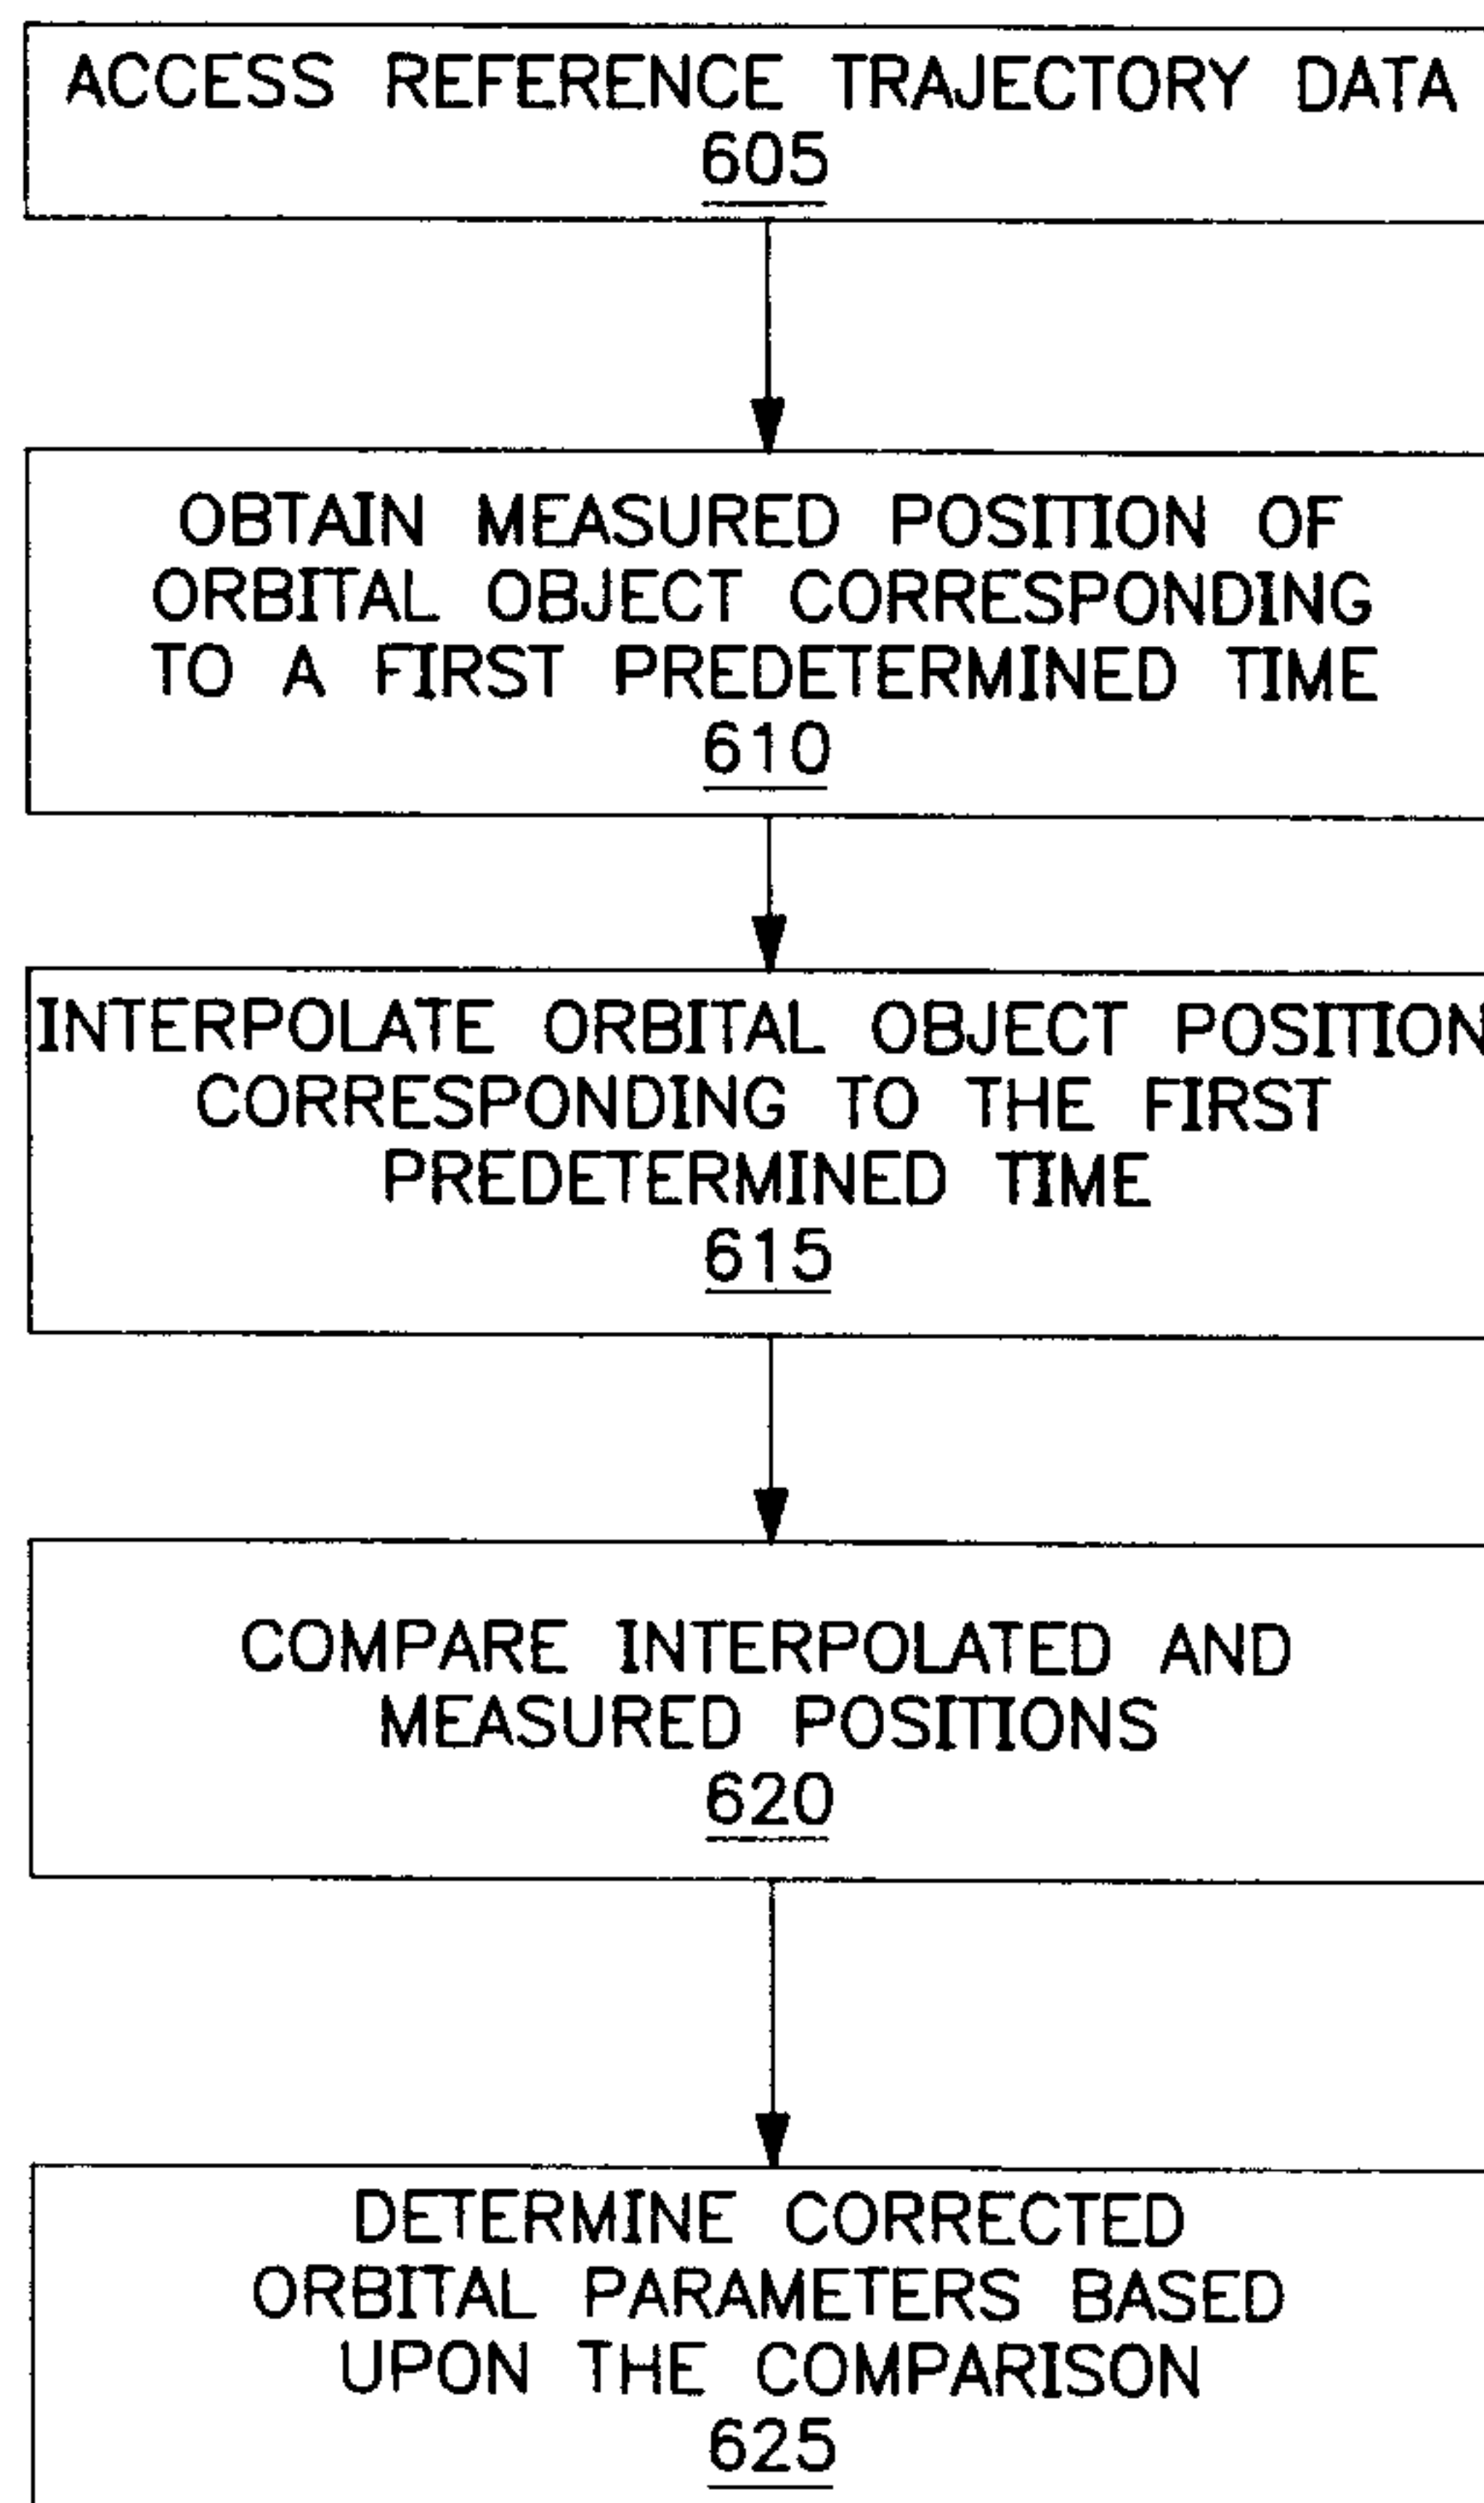 ACCESS REFERENCE TRAJECTORY DATA
605
OBTAIN MEASURED POSITION OF
ORBITAL OBJECT CORRESPONDING
TO A FIRST PREDETERMINED TIME
610
INTERPOLATE ORBITAL OBJECT POSITION
CORRESPONDING TO THE FIRST
PREDETERMINED TIME
615
COMPARE INTERPOLATED AND
MEASURED POSITIONS
620
DETERMINE CORRECTED
ORBITAL PARAMETERS BASED
UPON THE COMPARISON
625